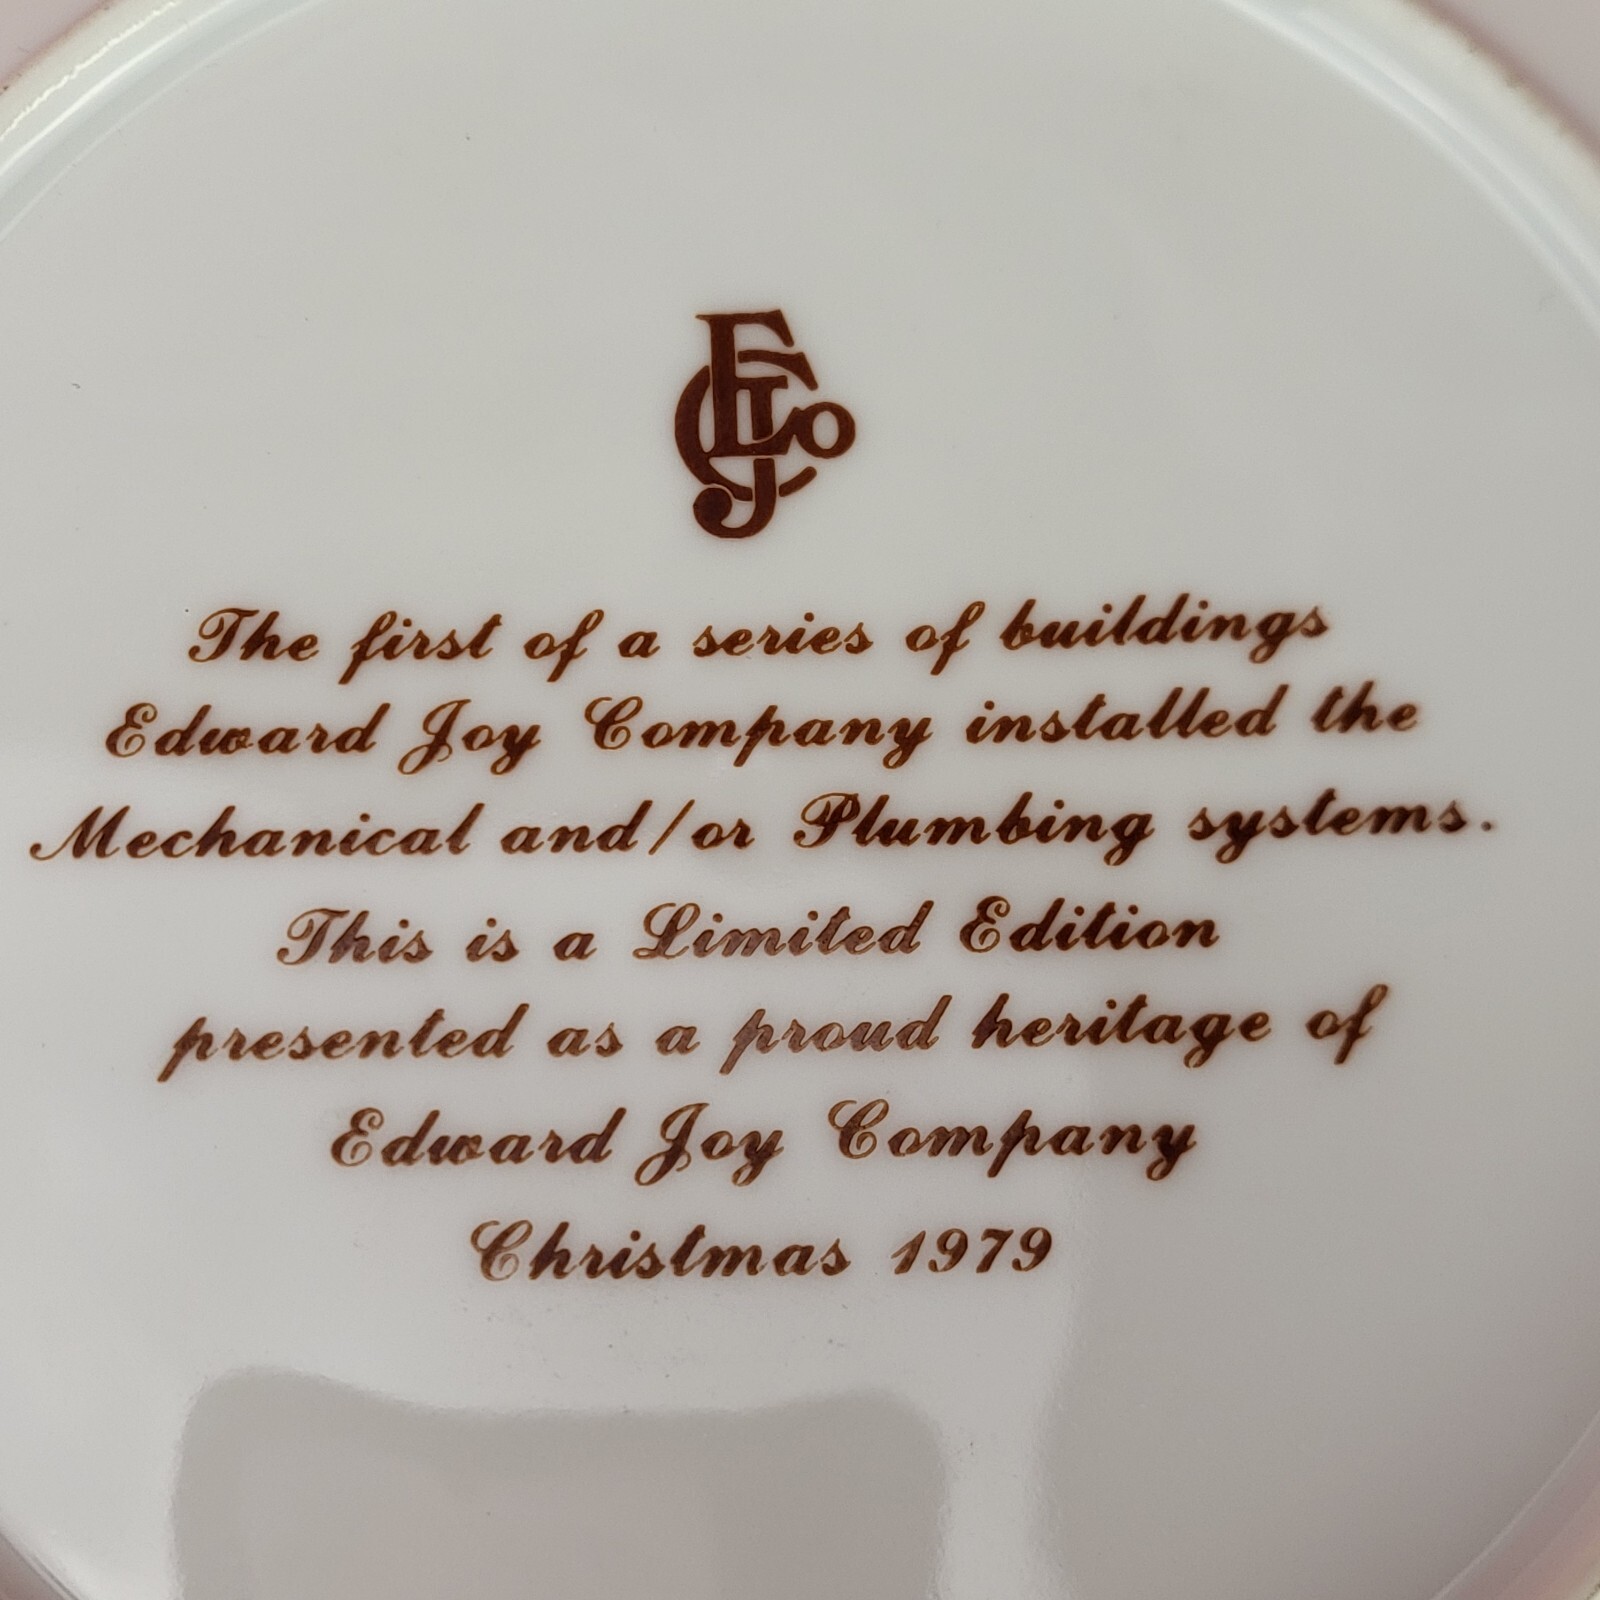 EJCo
The first of a series of buildings
Edward Joy Company installed the
Mechanical and/or Plumbing systems.
This is a Limited Edition
presented as a proud heritage of
Edward Joy Company
Christmas 1979